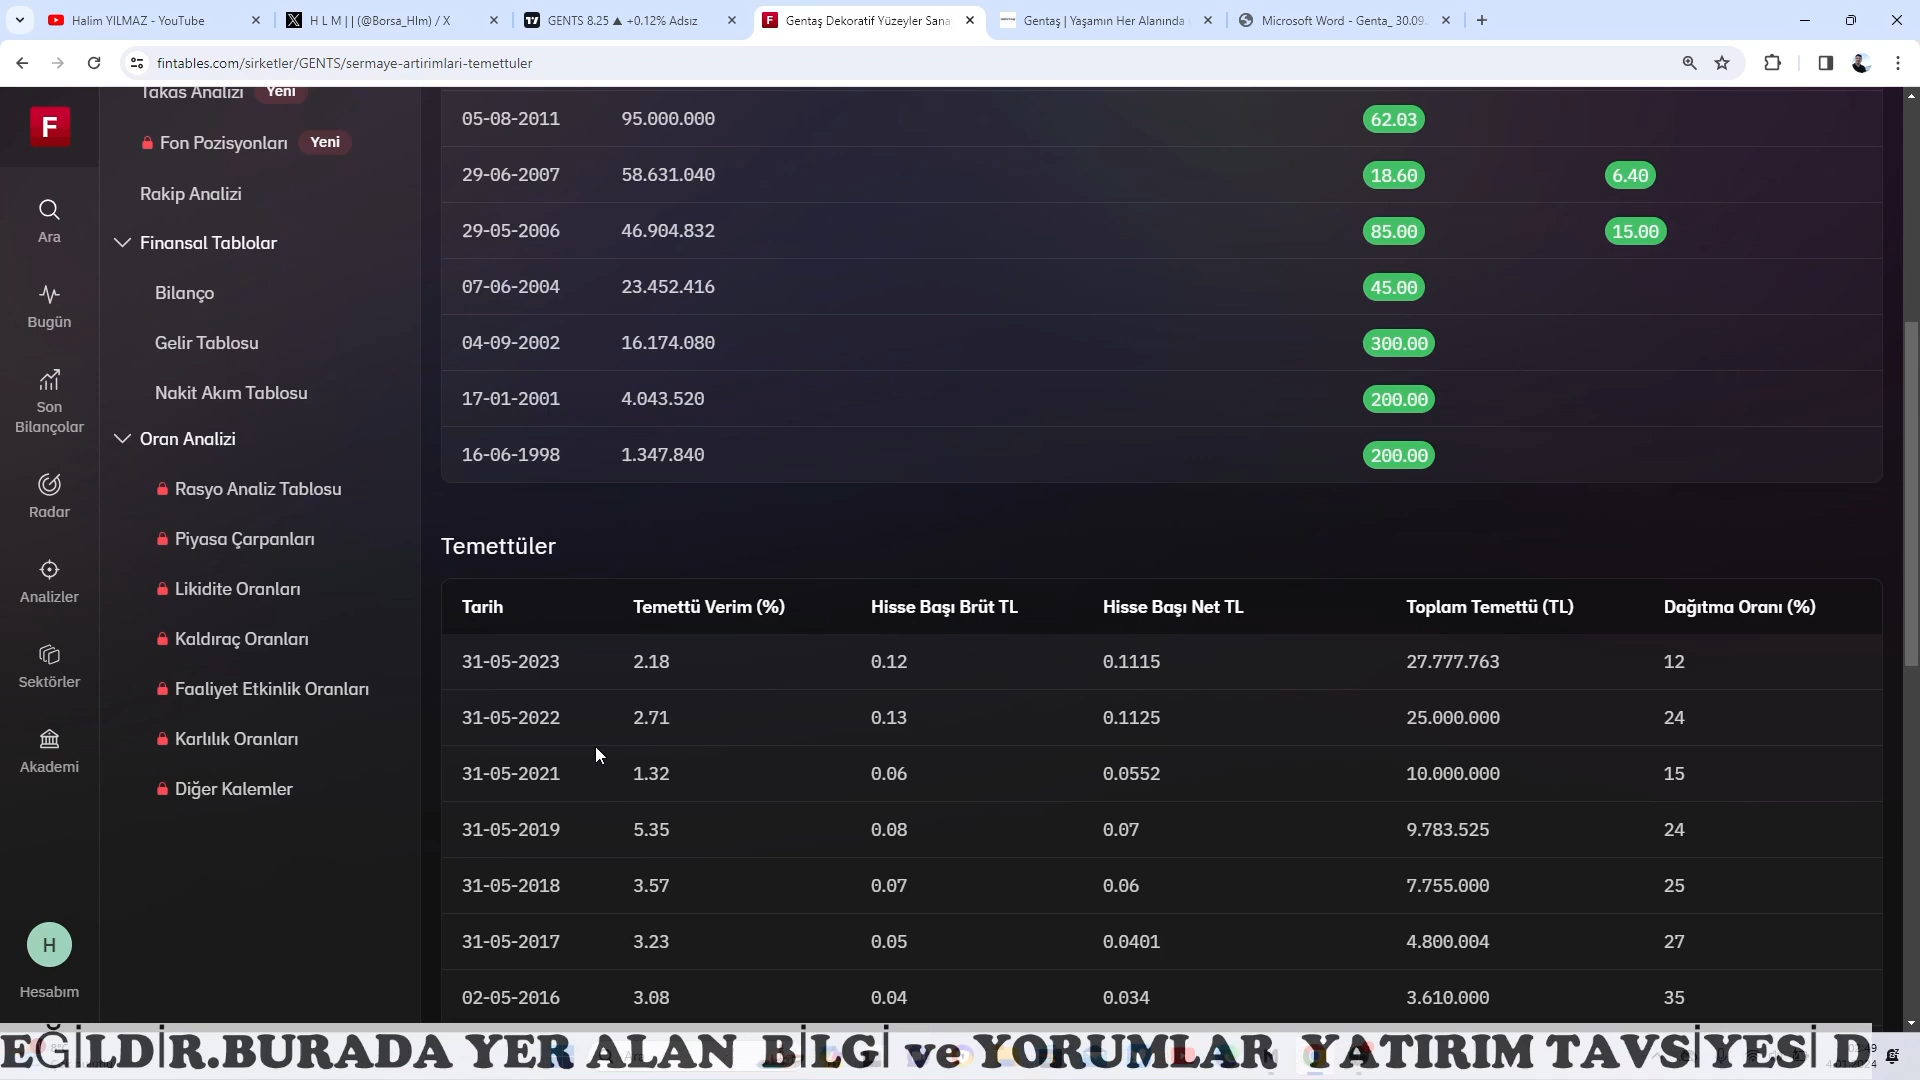 Halim YILMAZ - YouTube
H L M | | (@Borsa_Hlm) / X
GENTS 8.25 ▲ +0.12% Adsız
Gentaş Dekoratif Yüzeyler Sana
Gentaş | Yaşamın Her Alanında
Microsoft Word - Genta_ 30.09.
fintables.com/sirketler/GENTS/sermaye-artirimlari-temettuler
F
Ara
Bugün
Son
Bilançolar
Radar
Analizler
Sektörler
Akademi
H
Hesabım
Takas Analizi Yeni
Fon Pozisyonları Yeni
Rakip Analizi
Finansal Tablolar
Bilanço
Gelir Tablosu
Nakit Akım Tablosu
Oran Analizi
Rasyo Analiz Tablosu
Piyasa Çarpanları
Likidite Oranları
Kaldıraç Oranları
Faaliyet Etkinlik Oranları
Karlılık Oranları
Diğer Kalemler
05-08-2011 95.000.000 62.03
29-06-2007 58.631.040 18.60 6.40
29-05-2006 46.904.832 85.00 15.00
07-06-2004 23.452.416 45.00
04-09-2002 16.174.080 300.00
17-01-2001 4.043.520 200.00
16-06-1998 1.347.840 200.00
Temettüler
Tarih Temettü Verim (%) Hisse Başı Brüt TL Hisse Başı Net TL Toplam Temettü (TL) Dağıtma Oranı (%)
31-05-2023 2.18 0.12 0.1115 27.777.763 12
31-05-2022 2.71 0.13 0.1125 25.000.000 24
31-05-2021 1.32 0.06 0.0552 10.000.000 15
31-05-2019 5.35 0.08 0.07 9.783.525 24
31-05-2018 3.57 0.07 0.06 7.755.000 25
31-05-2017 3.23 0.05 0.0401 4.800.004 27
02-05-2016 3.08 0.04 0.034 3.610.000 35
EĞİLDİR.BURADA YER ALAN BİLGİ ve YORUMLAR YATIRIM TAVSİYESİ D